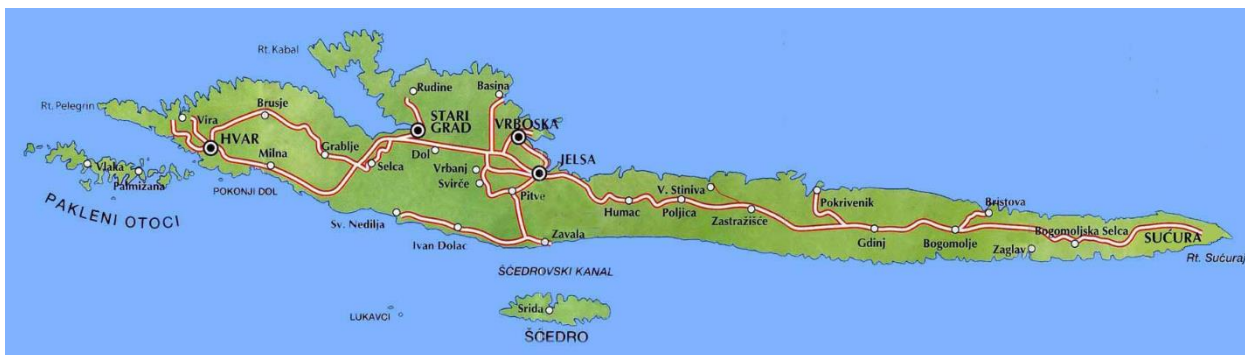 Rt. Kabal
Rudine
Basina
Rt. Pelegrin
Brusje
Vira
STARI
GRAD
VRBOSKA
HVAR
Grablje
Milna
Dol
Selca
Vrbanj
Svirče
JELSA
Pitve
Vlaka
Palmižana
POKONJI DOL
PAKLENI OTOCI
V. Stiniva
Humac
Poljica
Zastražišće
Pokrivenik
Gdinj
Bristova
Bogomolje
Bogomoljska Selca
Zaglav
SUĆURA
Rt. Sućuraj
Sv. Nedilja
Ivan Dolac
Zavala
ŠĆEDROVSKI KANAL
LUKAVCI
Srida
ŠĆEDRO